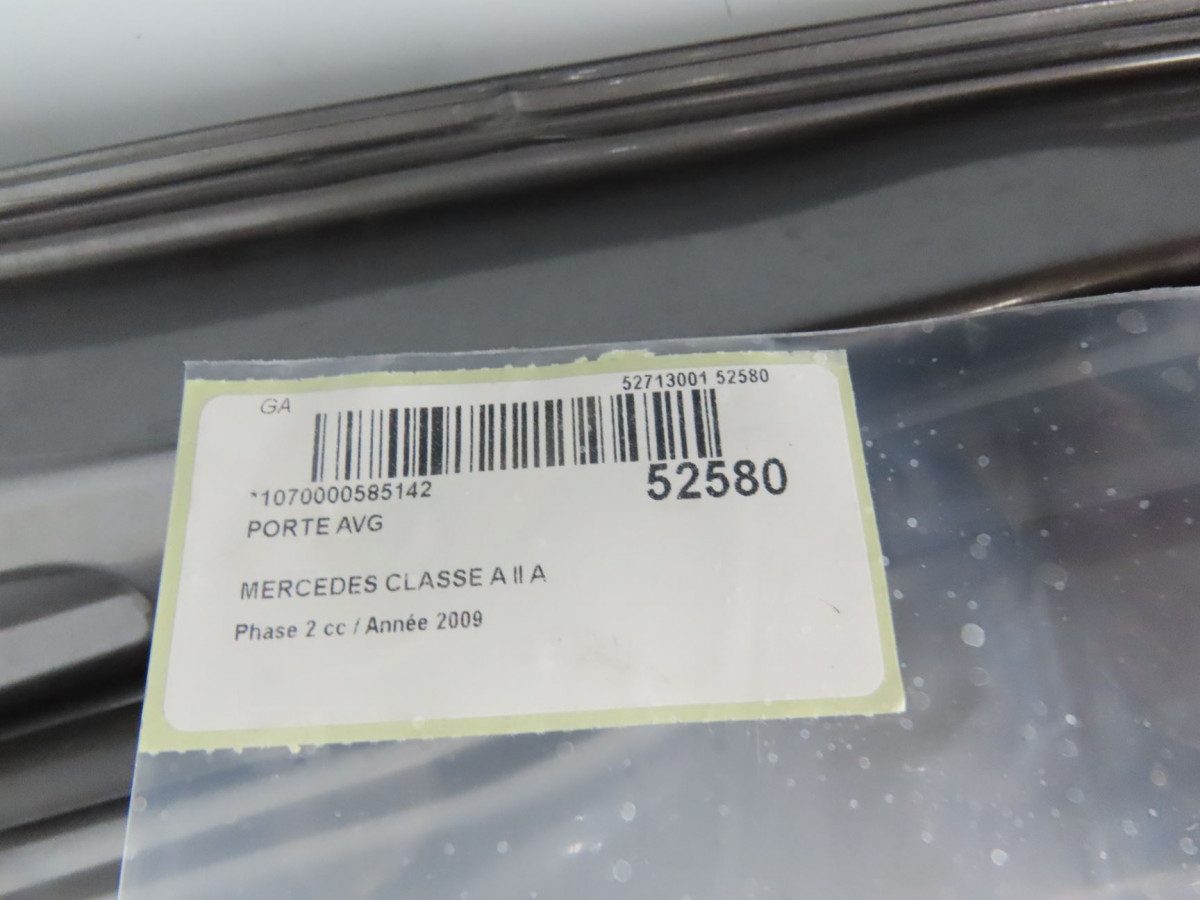 GA
52713001 52580
*1070000585142
52580
PORTE AVG
MERCEDES CLASSE A II A
Phase 2 cc / Année 2009